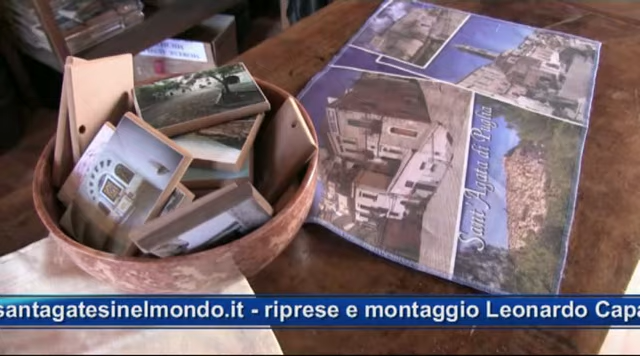 Sant'Agata di Puglia
santagatesinelmondo.it - riprese e montaggio Leonardo Capa